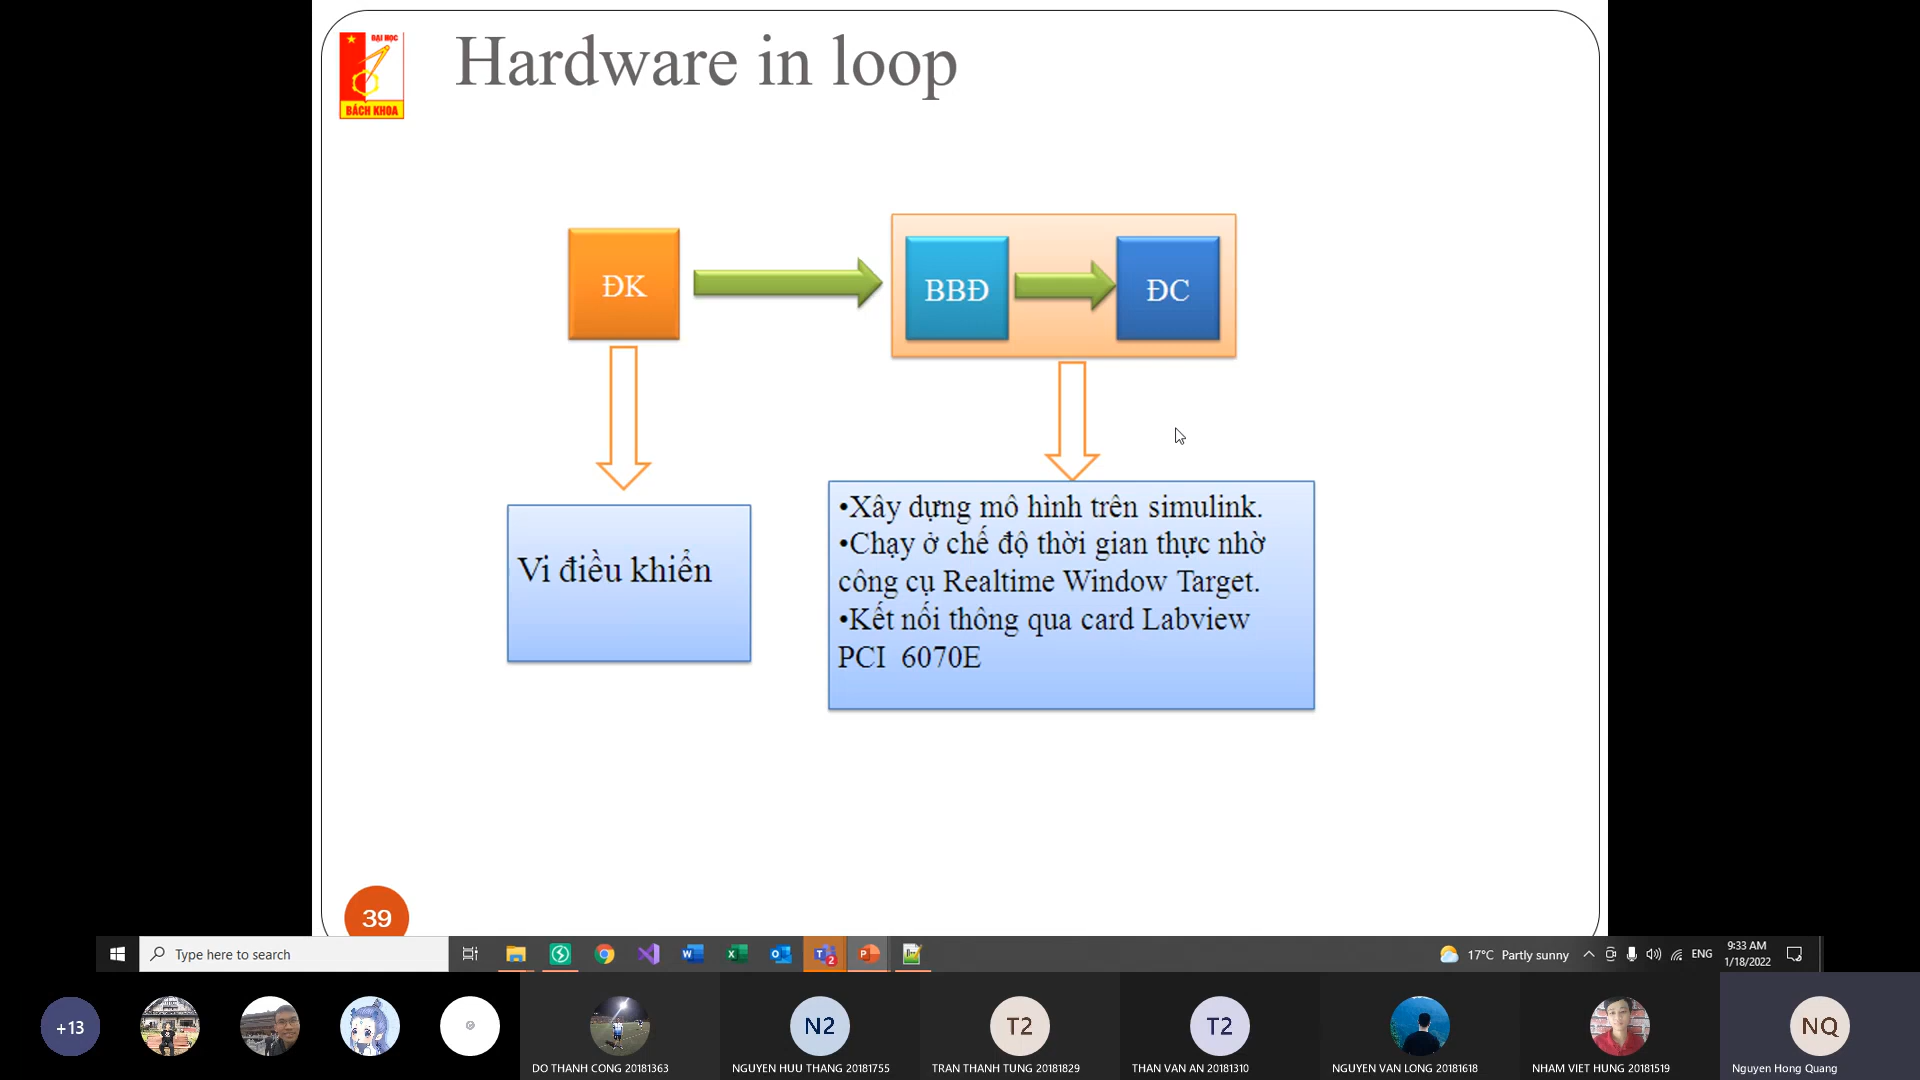 ĐẠI HỌC
BÁCH KHOA
Hardware in loop
ĐK
BBĐ
ĐC
Vi điều khiển
•Xây dựng mô hình trên simulink.
•Chạy ở chế độ thời gian thực nhờ
công cụ Realtime Window Target.
•Kết nối thông qua card Labview
PCI 6070E
39
Type here to search
2
17°C Partly sunny
ENG
9:33 AM
1/18/2022
+13
N2
T2
T2
NQ
DO THANH CONG 20181363
NGUYEN HUU THANG 20181755
TRAN THANH TUNG 20181829
THAN VAN AN 20181310
NGUYEN VAN LONG 20181618
NHAM VIET HUNG 20181519
Nguyen Hong Quang